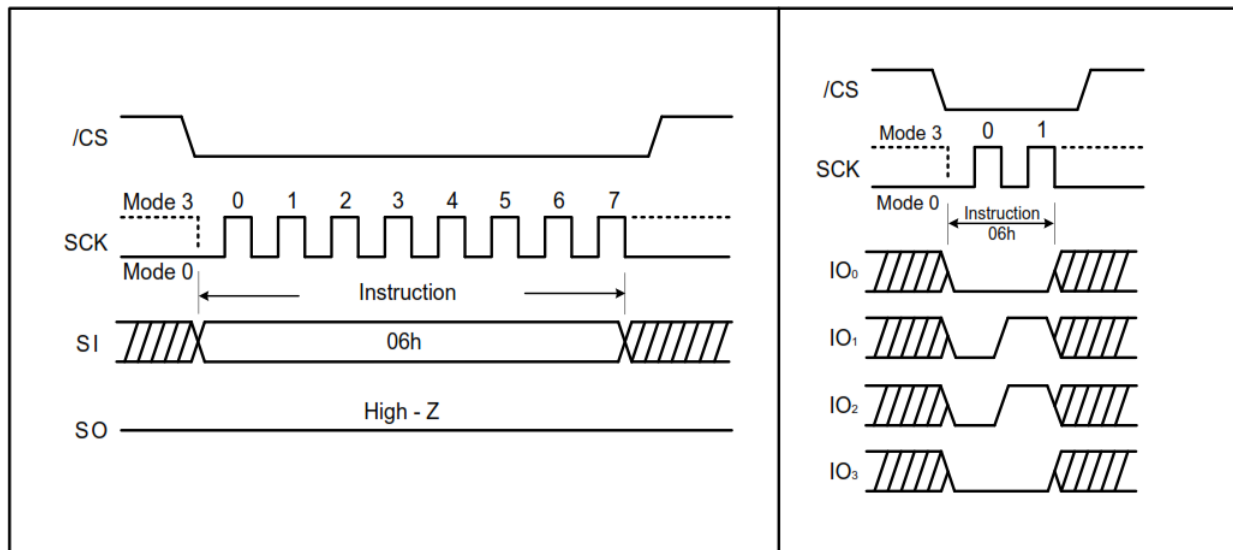 /CS
Mode 3
0 1 2 3 4 5 6 7
SCK
Mode 0
Instruction
SI
06h
High - Z
SO
/CS
Mode 3
0 1
SCK
Mode 0
Instruction
06h
IO₀
IO₁
IO₂
IO₃